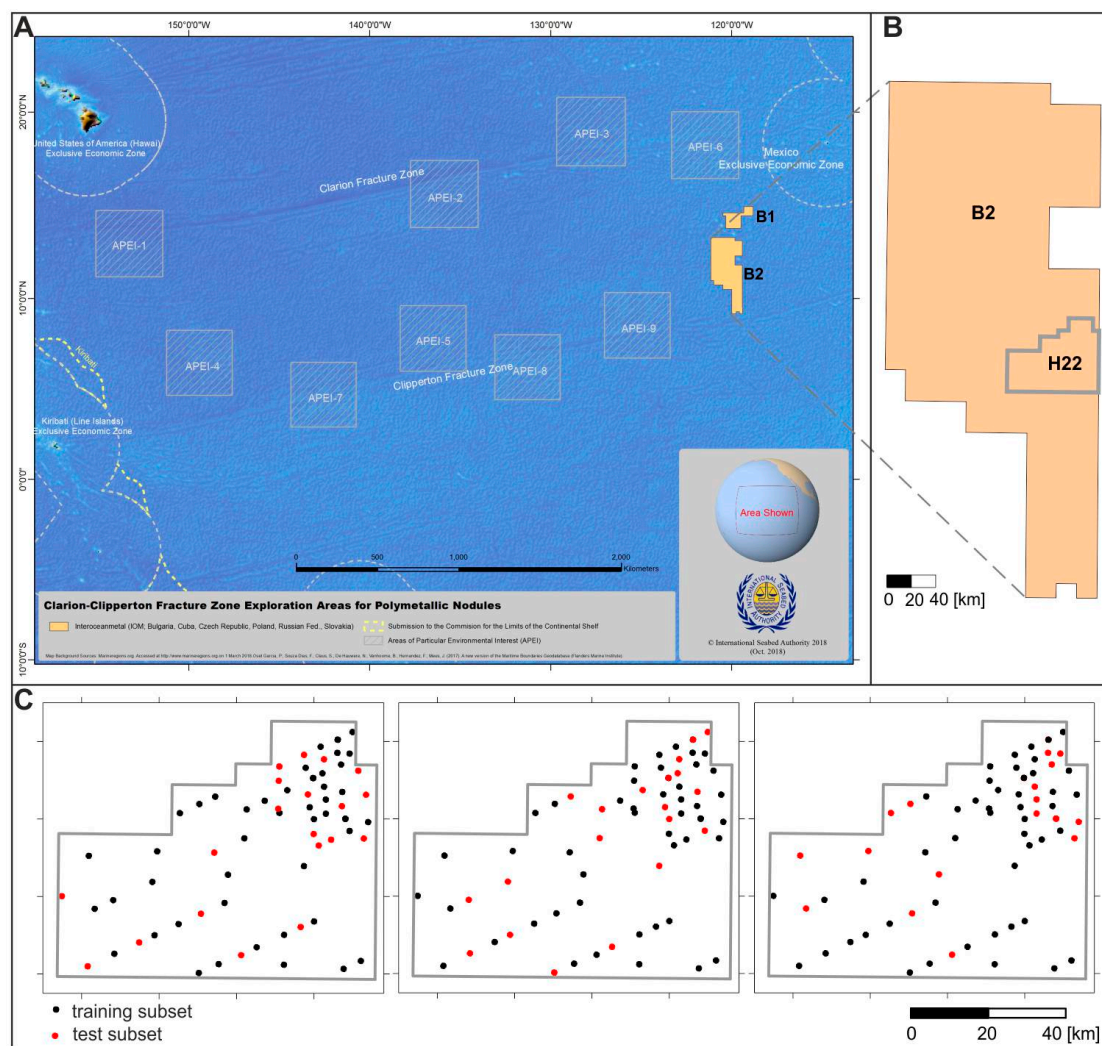 A
150°0'0"W
140°0'0"W
130°0'0"W
120°0'0"W
20°0'0"N
10°0'0"N
0°0'0"
10°0'0"S
United States of America (Hawai)
Exclusive Economic Zone
APEI-3
APEI-6
Mexico
Exclusive Economic Zone
Clarion Fracture Zone
APEI-2
APEI-1
B1
B2
APEI-9
APEI-5
APEI-4
Kiribati
APEI-8
Clipperton Fracture Zone
APEI-7
Kiribati (Line Islands)
Exclusive Economic Zone
Area Shown
0 500 1,000 2,000
Kilometers
INTERNATIONAL SEABED AUTHORITY
© International Seabed Authority 2018
(Oct. 2018)
Clarion-Clipperton Fracture Zone Exploration Areas for Polymetallic Nodules
Interoceanmetal (IOM; Bulgaria, Cuba, Czech Republic, Poland, Russian Fed., Slovakia)
Submission to the Commision for the Limits of the Continental Shelf
Areas of Particular Environmental Interest (APEI)
B
B2
H22
0 20 40 [km]
C
training subset
test subset
0 20 40 [km]